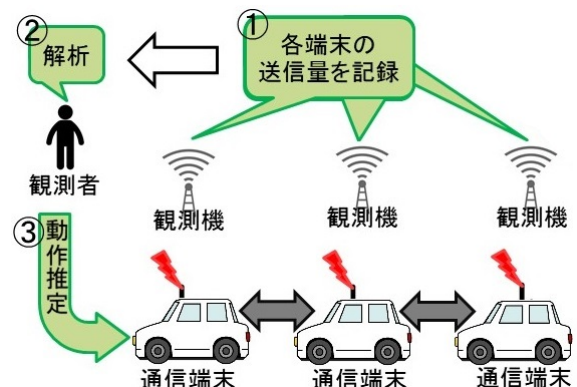 ②
解析
①
各端末の
送信量を記録
観測者
観測機
観測機
観測機
③
動作推定
通信端末
通信端末
通信端末